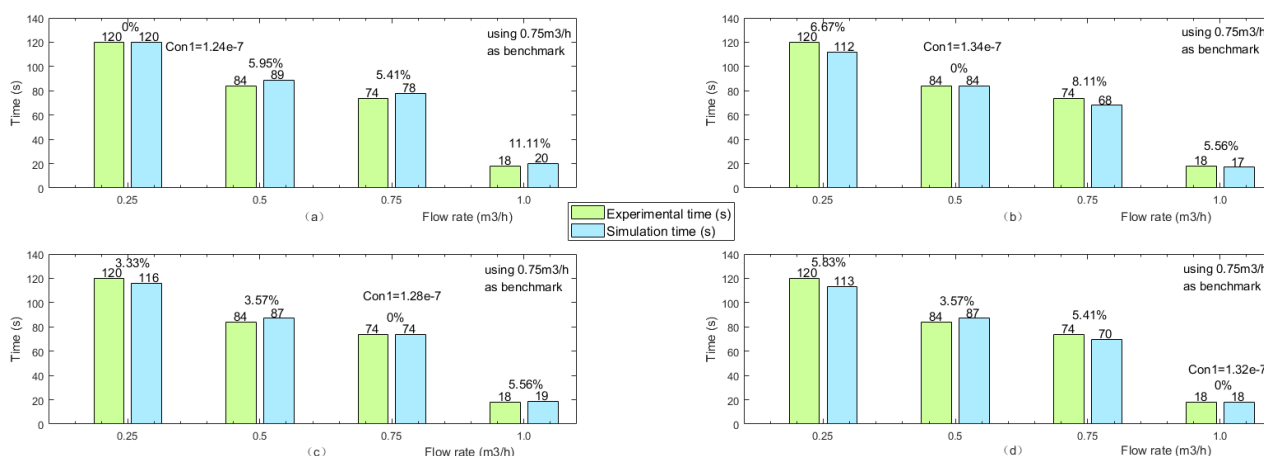 0%
120 120
Con1=1.24e-7
using 0.75m3/h
as benchmark
5.95%
84 89
5.41%
74 78
11.11%
18 20
Time (s)
0 20 40 60 80 100 120 140
0.25 0.5 0.75 1.0
(a) Flow rate (m3/h)
6.67%
120 112
Con1=1.34e-7
using 0.75m3/h
as benchmark
0%
84 84
8.11%
74 68
5.56%
18 17
Time (s)
0 20 40 60 80 100 120 140
0.25 0.5 0.75 1.0
(b) Flow rate (m3/h)
Experimental time (s)
Simulation time (s)
3.33%
120 116
using 0.75m3/h
as benchmark
3.57%
84 87
Con1=1.28e-7
0%
74 74
5.56%
18 19
Time (s)
0 20 40 60 80 100 120 140
0.25 0.5 0.75 1.0
(c) Flow rate (m3/h)
5.83%
120 113
using 0.75m3/h
as benchmark
3.57%
84 87
5.41%
74 70
Con1=1.32e-7
0%
18 18
Time (s)
0 20 40 60 80 100 120 140
0.25 0.5 0.75 1.0
(d) Flow rate (m3/h)